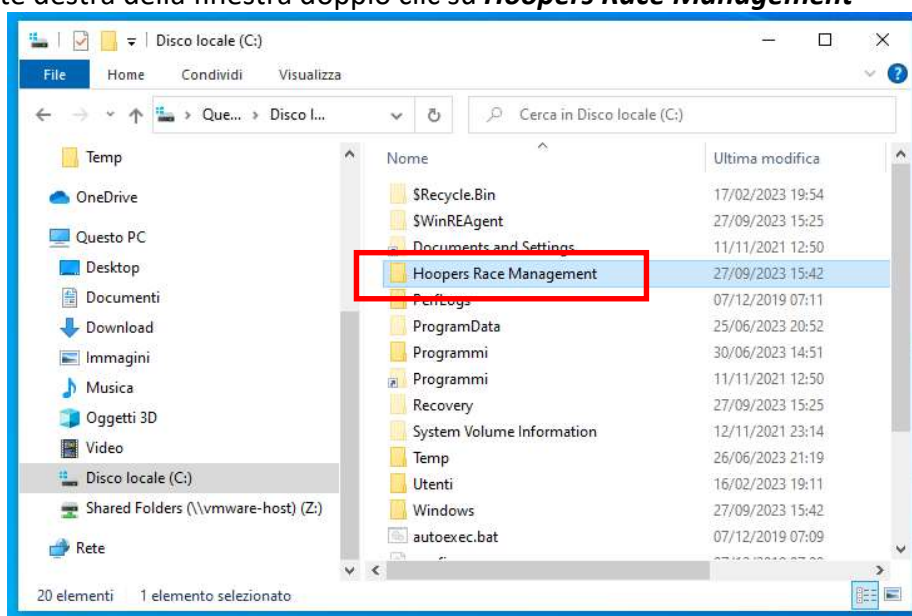 te destra della finestra doppio clic su Hoopers Race Management
Disco locale (C:)
File Home Condividi Visualizza
Que... Disco l... Cerca in Disco locale (C:)
Temp
OneDrive
Questo PC
Desktop
Documenti
Download
Immagini
Musica
Oggetti 3D
Video
Disco locale (C:)
Shared Folders (\\vmware-host) (Z:)
Rete
Nome Ultima modifica
$Recycle.Bin 17/02/2023 19:54
$WinREAgent 27/09/2023 15:25
Documents and Settings 11/11/2021 12:50
Hoopers Race Management 27/09/2023 15:42
PerfLogs 07/12/2019 07:11
ProgramData 25/06/2023 20:52
Programmi 30/06/2023 14:51
Programmi 11/11/2021 12:50
Recovery 27/09/2023 15:25
System Volume Information 12/11/2021 23:14
Temp 26/06/2023 21:19
Utenti 16/02/2023 19:11
Windows 27/09/2023 15:42
autoexec.bat 07/12/2019 07:09
20 elementi 1 elemento selezionato